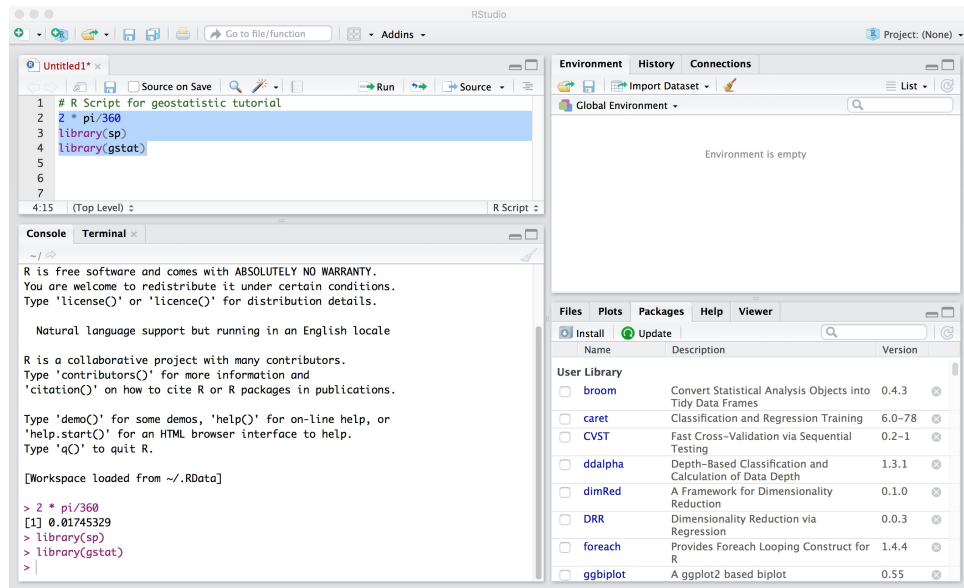 RStudio
Go to file/function
Addins
Project: (None)
Untitled1*
Source on Save
Run
Source
1 # R Script for geostatistic tutorial
2 2 * pi/360
3 library(sp)
4 library(gstat)
5
6
7
4:15 (Top Level) R Script
Console Terminal
~/
R is free software and comes with ABSOLUTELY NO WARRANTY.
You are welcome to redistribute it under certain conditions.
Type 'license()' or 'licence()' for distribution details.
Natural language support but running in an English locale
R is a collaborative project with many contributors.
Type 'contributors()' for more information and
'citation()' on how to cite R or R packages in publications.
Type 'demo()' for some demos, 'help()' for on-line help, or
'help.start()' for an HTML browser interface to help.
Type 'q()' to quit R.
[Workspace loaded from ~/.RData]
> 2 * pi/360
[1] 0.01745329
> library(sp)
> library(gstat)
>
Environment History Connections
Import Dataset List
Global Environment
Environment is empty
Files Plots Packages Help Viewer
Install Update
Name Description Version
User Library
broom Convert Statistical Analysis Objects into 0.4.3
Tidy Data Frames
caret Classification and Regression Training 6.0-78
CVST Fast Cross-Validation via Sequential 0.2-1
Testing
ddalpha Depth-Based Classification and 1.3.1
Calculation of Data Depth
dimRed A Framework for Dimensionality 0.1.0
Reduction
DRR Dimensionality Reduction via 0.0.3
Regression
foreach Provides Foreach Looping Construct for 1.4.4
R
ggbiplot A ggplot2 based biplot 0.55